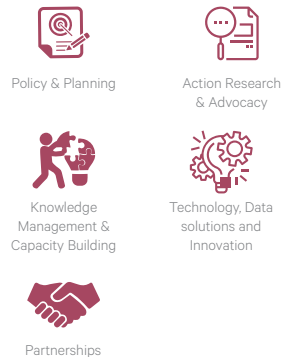 Policy & Planning
Action Research
& Advocacy
Knowledge
Management &
Capacity Building
Technology, Data
solutions and
Innovation
Partnerships